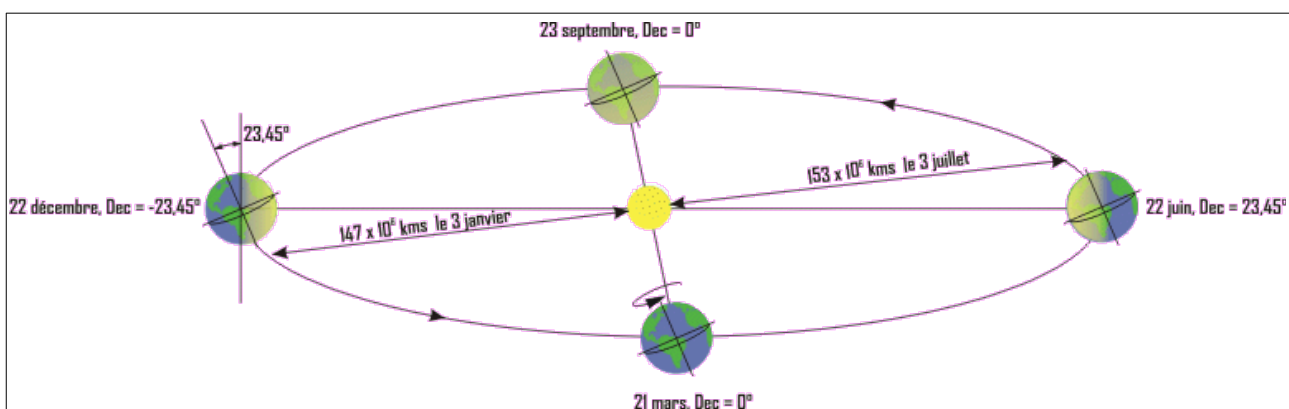 23 septembre, Dec = 0°
23,45°
153 x 10⁶ kms le 3 juillet
22 décembre, Dec = -23,45°
22 juin, Dec = 23,45°
147 x 10⁶ kms le 3 janvier
21 mars, Dec = 0°